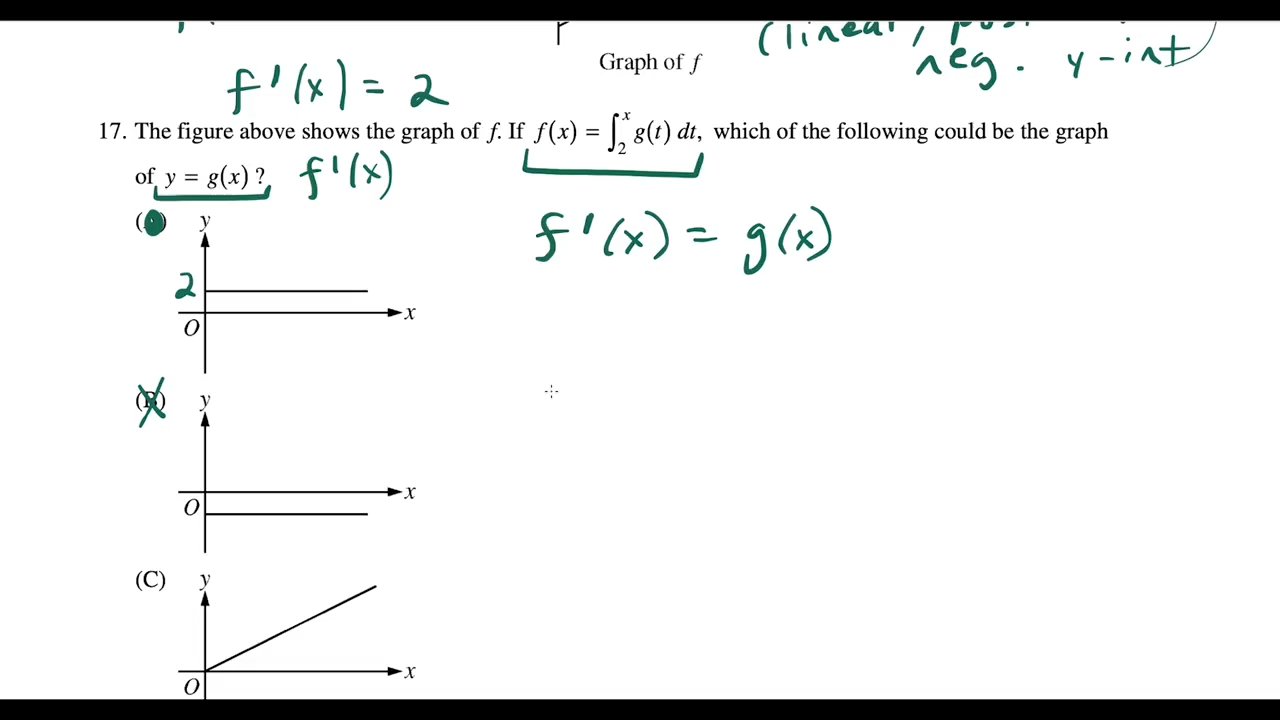 (linear, pos.
neg. y-int
Graph of f
f'(x) = 2
17. The figure above shows the graph of f. If f(x) = ∫₂ˣ g(t) dt, which of the following could be the graph
of y = g(x) ? f'(x)
f'(x) = g(x)
y
2
x
O
(B) y
x
O
(C) y
x
O